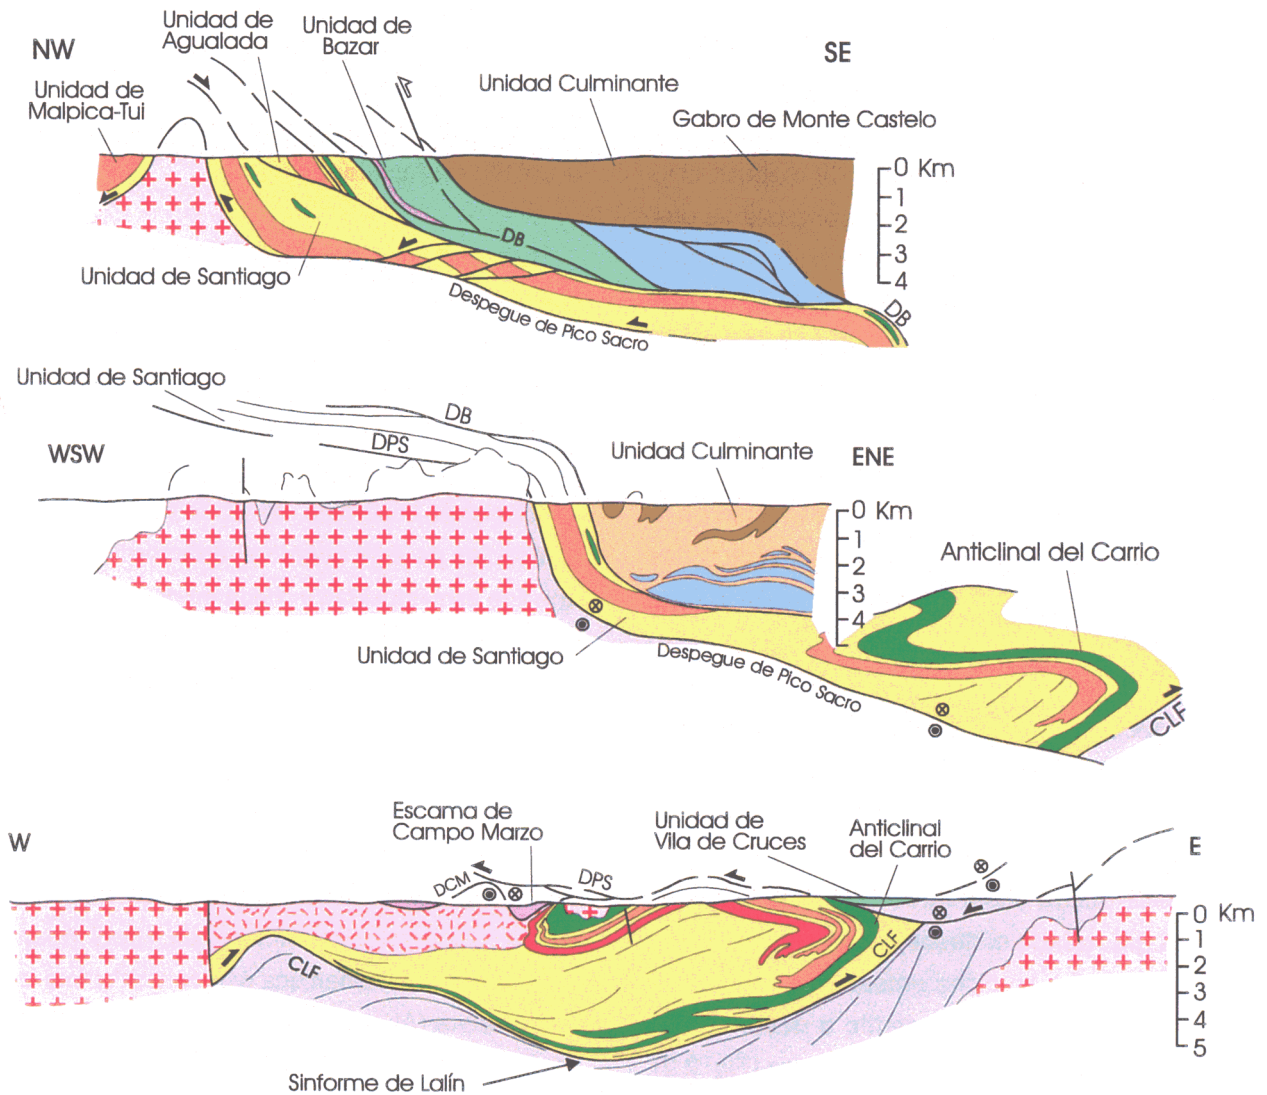 Unidad de
Agualada
Unidad de
Bazar
NW
SE
Unidad de
Malpica-Tui
Unidad Culminante
Gabro de Monte Castelo
0 Km
1
2
3
4
DB
Unidad de Santiago
Despegue de Pico Sacro
DB
Unidad de Santiago
DB
DPS
WSW
Unidad Culminante
ENE
0 Km
1
2
3
4
Anticlinal del Carrio
Unidad de Santiago
Despegue de Pico Sacro
CLF
Escama de
Campo Marzo
Unidad de
Vila de Cruces
Anticlinal
del Carrio
W
E
DCM
DPS
0 Km
1
2
3
4
5
CLF
CLF
Sinforme de Lalín